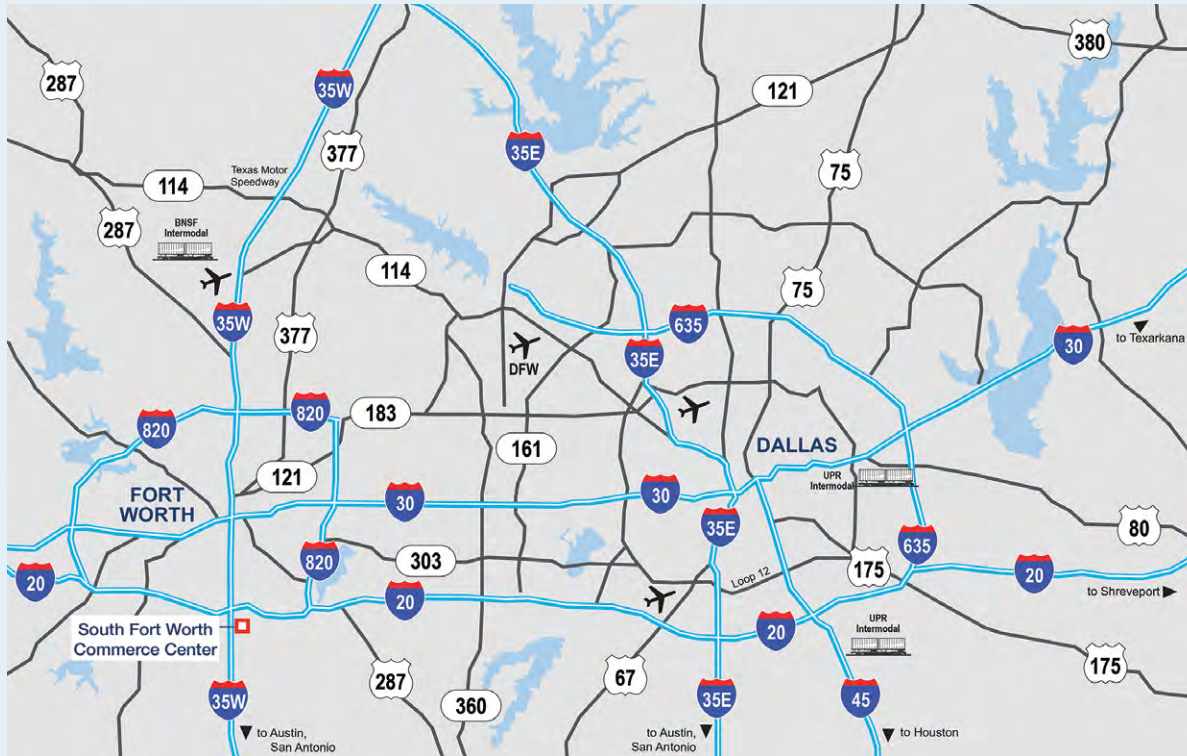 380
287
35W
121
35E
377
75
Texas Motor
Speedway
114
287
BNSF
Intermodal
114
75
35W
635
377
to Texarkana
30
35E
DFW
820
183
820
161
DALLAS
121
UPR
Intermodal
FORT
WORTH
30
30
35E
80
635
820
303
175
20
20
Loop 12
20
to Shreveport
South Fort Worth
Commerce Center
20
UPR
Intermodal
175
287
67
35W
360
35E
45
to Austin,
San Antonio
to Austin,
San Antonio
to Houston